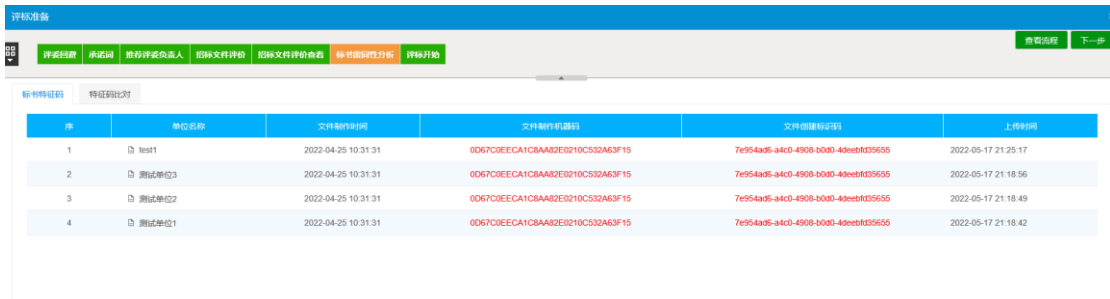 评标准备
查看流程 下一步
评委回避 承诺函 推荐评委负责人 招标文件评价 招标文件评价查看 标书雷同性分析 评标开始
标书特征码 特征码比对
序 单位名称 文件制作时间 文件制作机器码 文件创建标识码 上传时间
1 test1 2022-04-25 10:31:31 0D67C0EECA1C8AA82E0210C532A63F15 7e954ad6-a4c0-4908-b0d0-4deebfd35655 2022-05-17 21:25:17
2 测试单位3 2022-04-25 10:31:31 0D67C0EECA1C8AA82E0210C532A63F15 7e954ad6-a4c0-4908-b0d0-4deebfd35655 2022-05-17 21:18:56
3 测试单位2 2022-04-25 10:31:31 0D67C0EECA1C8AA82E0210C532A63F15 7e954ad6-a4c0-4908-b0d0-4deebfd35655 2022-05-17 21:18:49
4 测试单位1 2022-04-25 10:31:31 0D67C0EECA1C8AA82E0210C532A63F15 7e954ad6-a4c0-4908-b0d0-4deebfd35655 2022-05-17 21:18:42